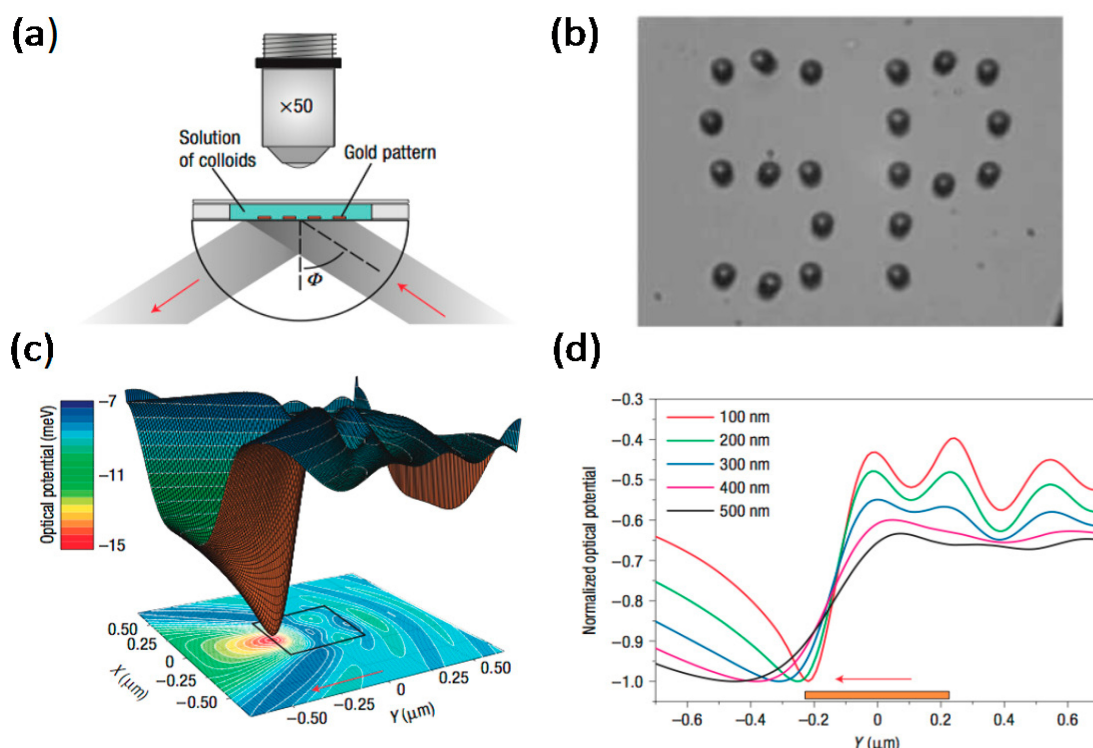 (a)
×50
Solution
of colloids
Gold pattern
Φ
(b)
(c)
Optical potential (meV)
−7
−11
−15
0.50
0.25
0
−0.25
−0.50
X (μm)
−0.50
−0.25
0
0.25
0.50
Y (μm)
(d)
Normalized optical potential
−0.3
−0.4
−0.5
−0.6
−0.7
−0.8
−0.9
−1.0
100 nm
200 nm
300 nm
400 nm
500 nm
−0.6
−0.4
−0.2
0
0.2
0.4
0.6
Y (μm)